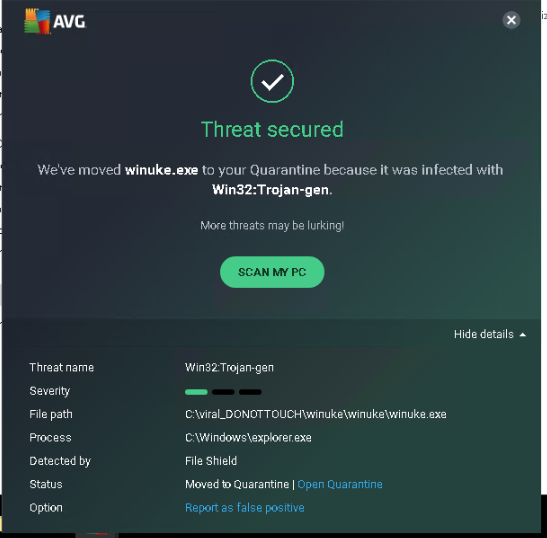 AVG
Threat secured
We've moved winuke.exe to your Quarantine because it was infected with
Win32:Trojan-gen.
More threats may be lurking!
SCAN MY PC
Hide details
Threat name Win32:Trojan-gen
Severity
File path C:\viral_DONOTTOUCH\winuke\winuke\winuke.exe
Process C:\Windows\explorer.exe
Detected by File Shield
Status Moved to Quarantine | Open Quarantine
Option Report as false positive